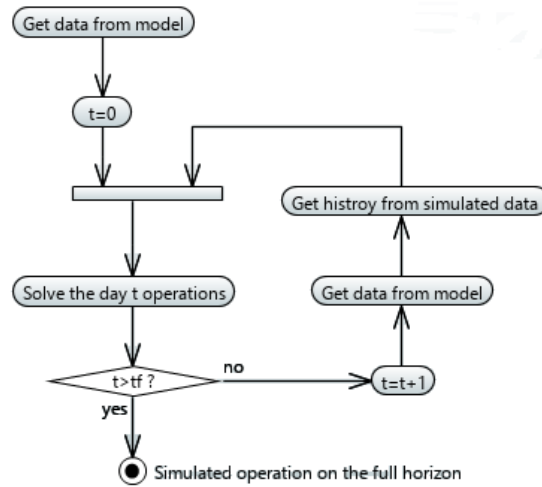 Get data from model
t=0
Get histroy from simulated data
Solve the day t operations
Get data from model
t>tf ?
no
t=t+1
yes
Simulated operation on the full horizon